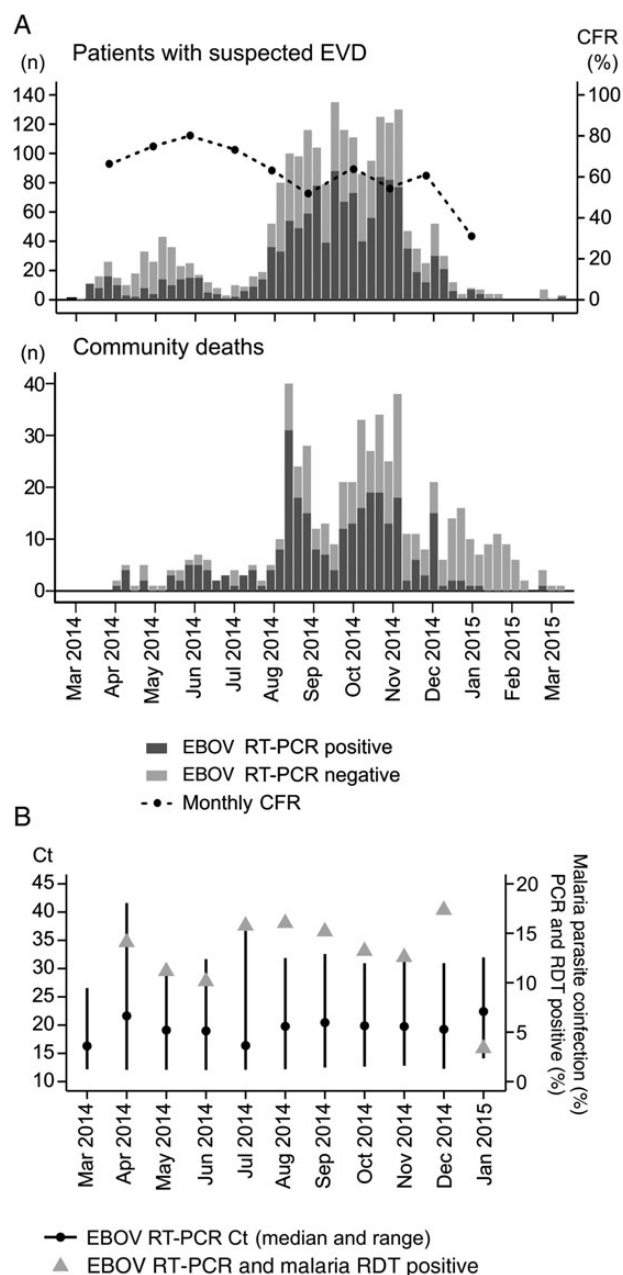 A
Patients with suspected EVD
(n)
CFR
(%)
140
120
100
80
60
40
20
0
100
80
60
40
20
0
(n)
Community deaths
40
30
20
10
0
Mar 2014
Apr 2014
May 2014
Jun 2014
Jul 2014
Aug 2014
Sep 2014
Oct 2014
Nov 2014
Dec 2014
Jan 2015
Feb 2015
Mar 2015
EBOV RT-PCR positive
EBOV RT-PCR negative
Monthly CFR
B
Ct
45
40
35
30
25
20
15
10
20
15
10
5
0
Malaria parasite coinfection (%)
PCR and RDT positive (%)
Mar 2014
Apr 2014
May 2014
Jun 2014
Jul 2014
Aug 2014
Sep 2014
Oct 2014
Nov 2014
Dec 2014
Jan 2015
EBOV RT-PCR Ct (median and range)
EBOV RT-PCR and malaria RDT positive